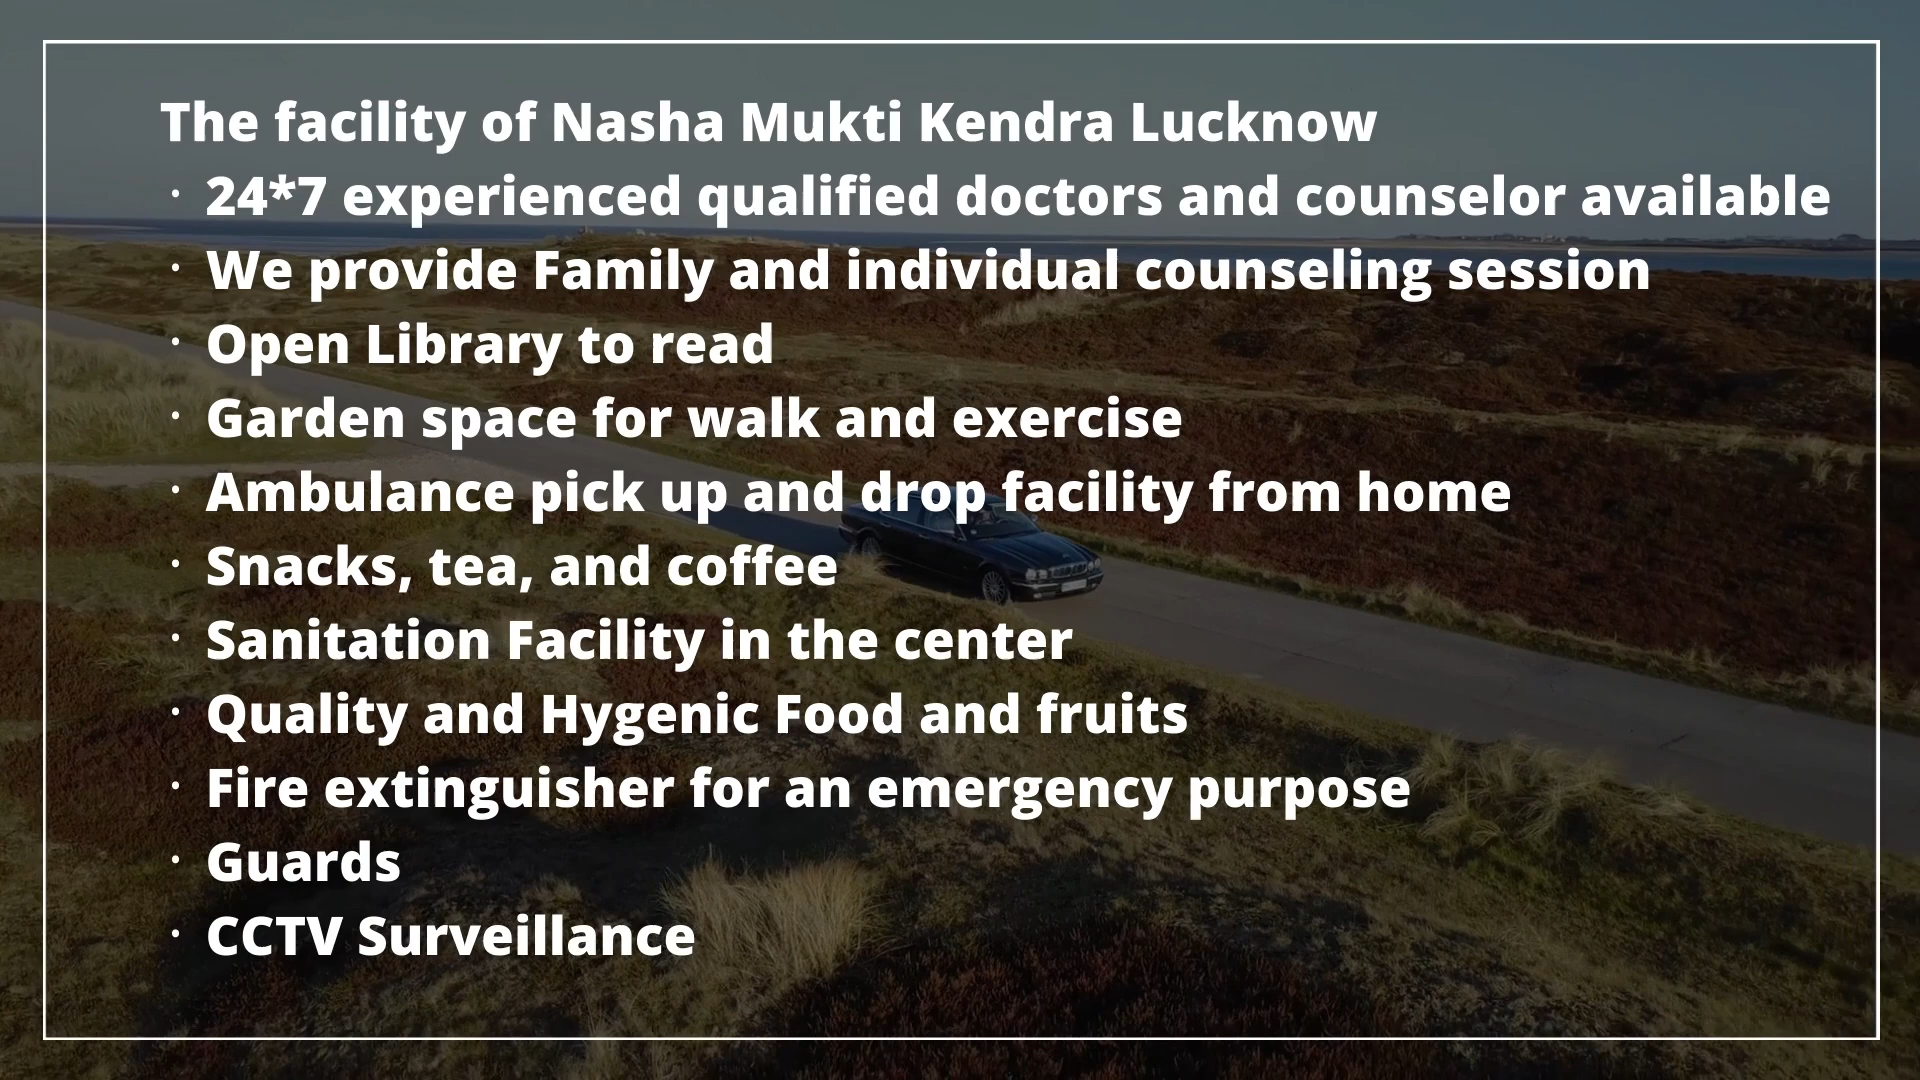 The facility of Nasha Mukti Kendra Lucknow
· 24*7 experienced qualified doctors and counselor available
· We provide Family and individual counseling session
· Open Library to read
· Garden space for walk and exercise
· Ambulance pick up and drop facility from home
· Snacks, tea, and coffee
· Sanitation Facility in the center
· Quality and Hygenic Food and fruits
· Fire extinguisher for an emergency purpose
· Guards
· CCTV Surveillance